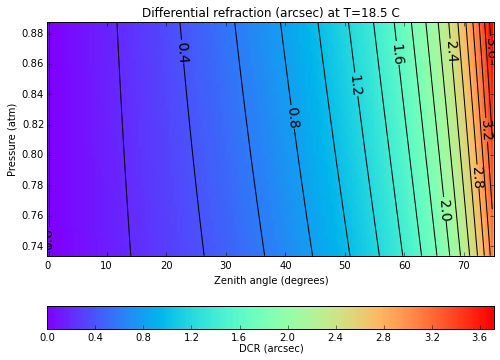 Differential refraction (arcsec) at T=18.5 C
Pressure (atm)
0.88
0.86
0.84
0.82
0.80
0.78
0.76
0.74
0.4
0.8
1.2
1.6
2.0
2.4
2.8
3.2
0 10 20 30 40 50 60 70
Zenith angle (degrees)
0.0 0.4 0.8 1.2 1.6 2.0 2.4 2.8 3.2 3.6
DCR (arcsec)